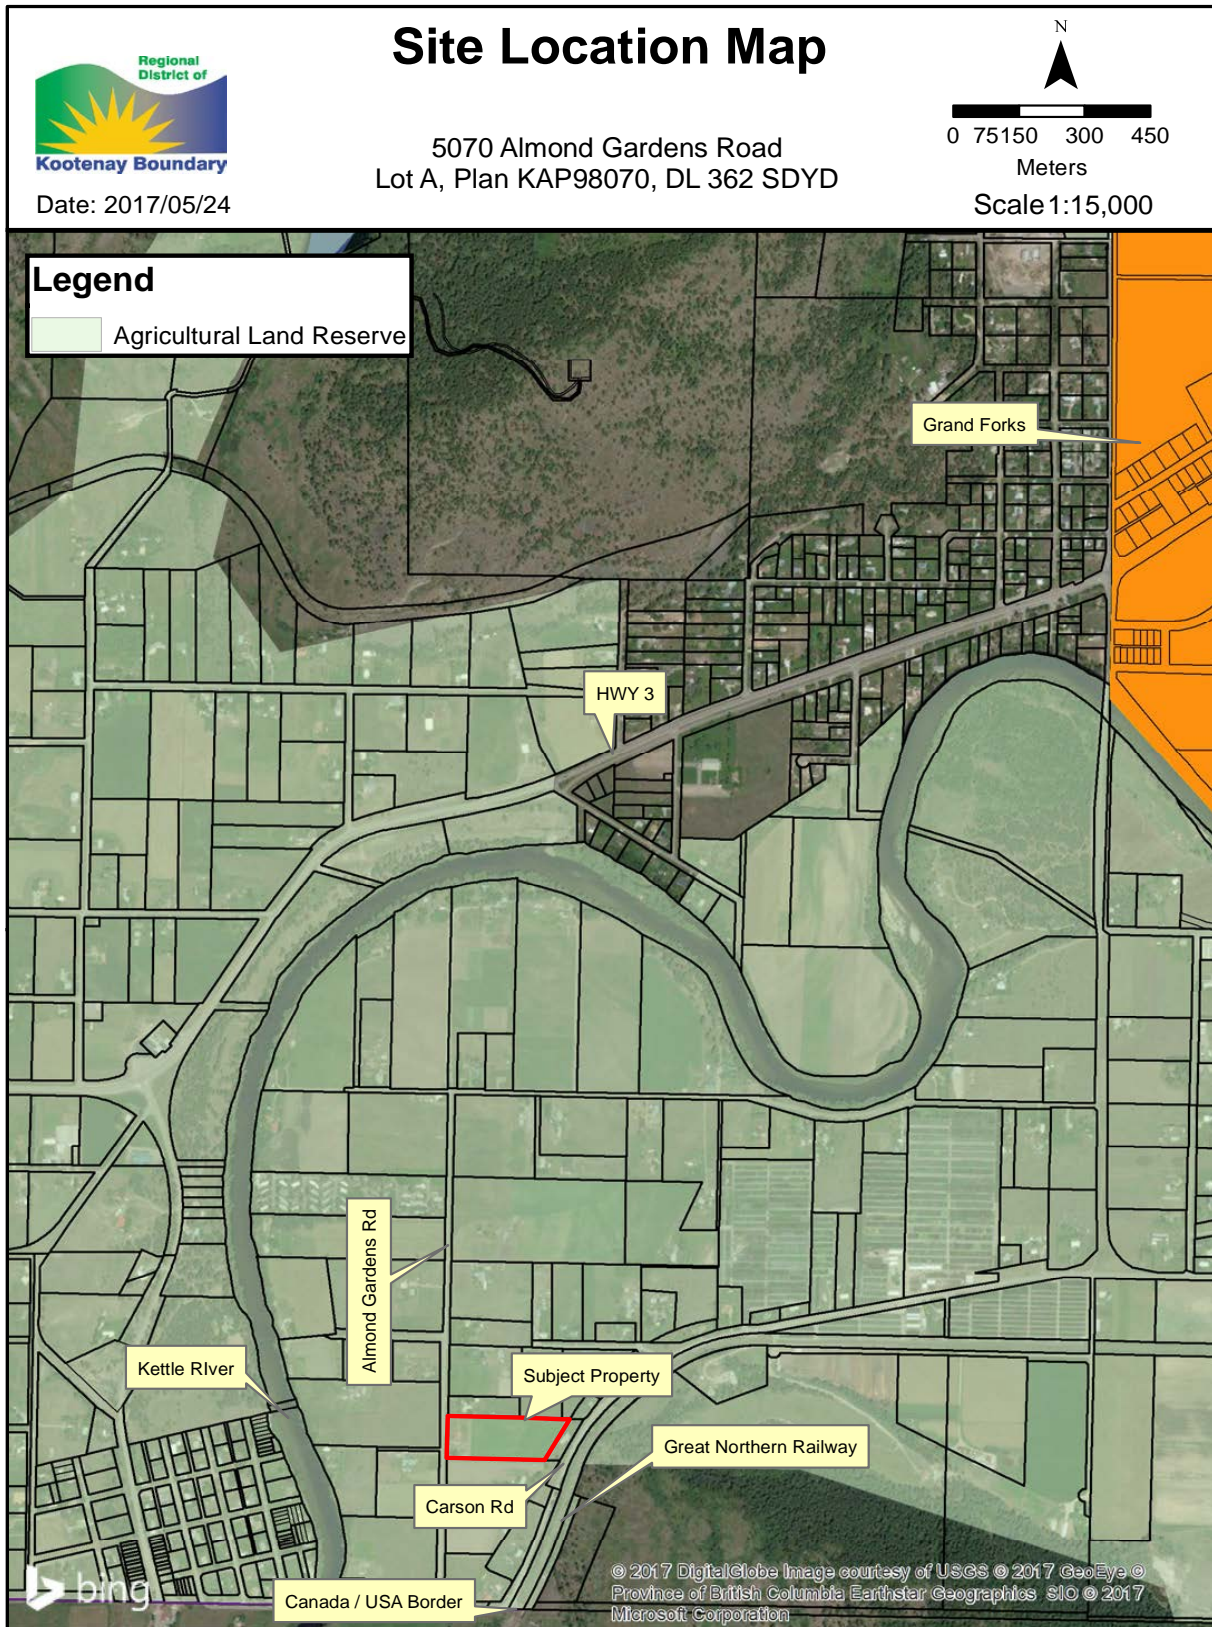 Site Location Map
Regional
District of
Kootenay Boundary
Date: 2017/05/24
5070 Almond Gardens Road
Lot A, Plan KAP98070, DL 362 SDYD
N
0 75 150 300 450
Meters
Scale 1:15,000
Legend
Agricultural Land Reserve
Grand Forks
HWY 3
Almond Gardens Rd
Kettle RIver
Subject Property
Great Northern Railway
Carson Rd
Canada / USA Border
bing
© 2017 DigitalGlobe Image courtesy of USGS © 2017 GeoEye ©
Province of British Columbia Earthstar Geographics SIO © 2017
Microsoft Corporation